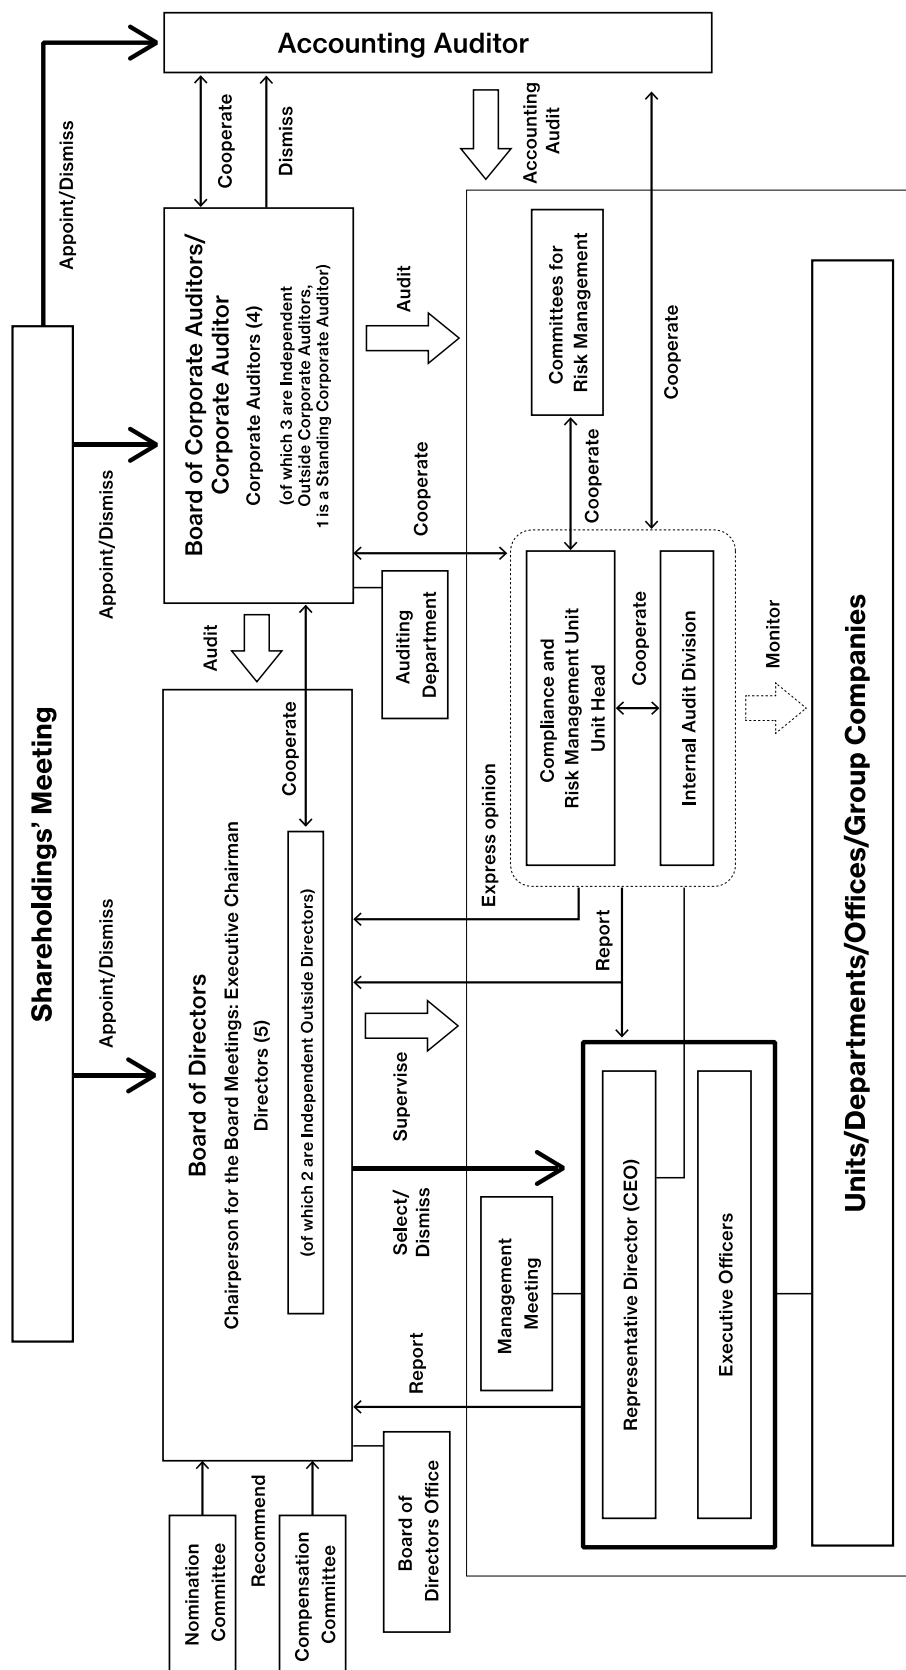 Shareholdings' Meeting
Appoint/Dismiss
Appoint/Dismiss
Appoint/Dismiss
Nomination
Committee
Recommend
Compensation
Committee
Board of Directors
Chairperson for the Board Meetings: Executive Chairman
Directors (5)
(of which 2 are Independent Outside Directors)
Audit
Cooperate
Board of Corporate Auditors/
Corporate Auditor
Corporate Auditors (4)
(of which 3 are Independent
Outside Corporate Auditors,
1 is a Standing Corporate Auditor)
Cooperate
Dismiss
Accounting Auditor
Board of
Directors Office
Report
Select/
Dismiss
Supervise
Express opinion
Auditing
Department
Cooperate
Audit
Accounting
Audit
Management
Meeting
Report
Representative Director (CEO)
Executive Officers
Compliance and
Risk Management Unit
Unit Head
Cooperate
Internal Audit Division
Cooperate
Committees for
Risk Management
Cooperate
Monitor
Units/Departments/Offices/Group Companies